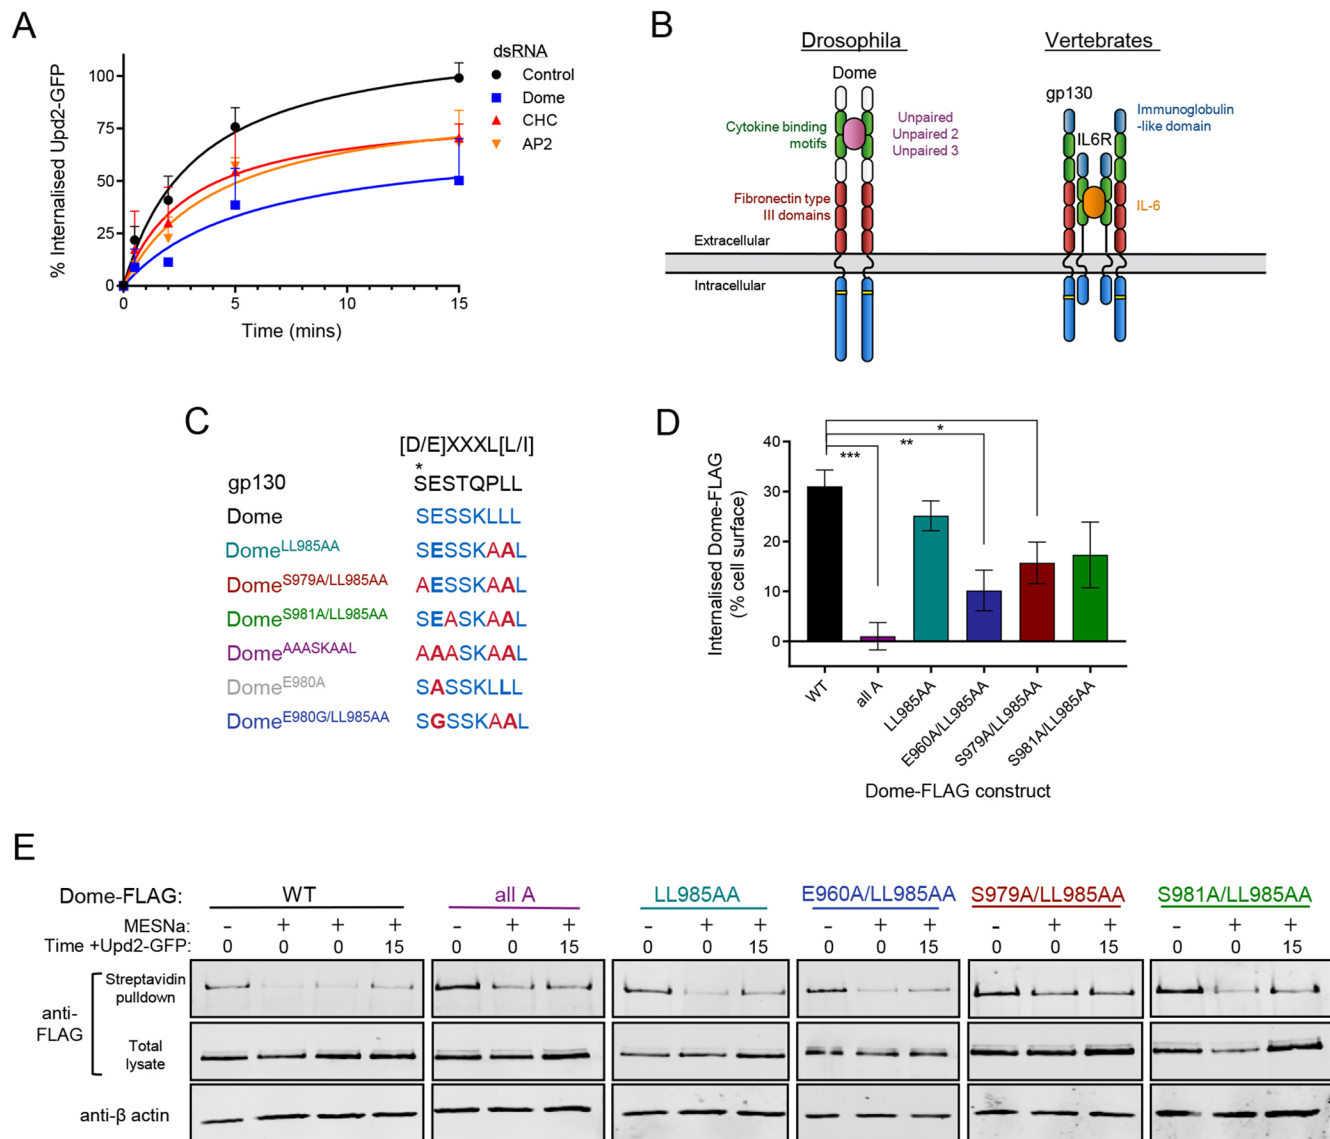 A
dsRNA
Control
Dome
CHC
AP2
% Internalised Upd2-GFP
100
75
50
25
0
0
5
10
15
Time (mins)
B
Drosophila
Vertebrates
Dome
gp130
Cytokine binding
motifs
Unpaired
Unpaired 2
Unpaired 3
IL6R
Immunoglobulin
-like domain
Fibronectin type
III domains
IL-6
Extracellular
Intracellular
C
[D/E]XXXL[L/I]
*
gp130 SESTQPLL
Dome SESSKLLL
Dome LL985AA SESSKAAL
Dome S979A/LL985AA AESSKAAL
Dome S981A/LL985AA SEASKAAL
Dome AAASKAAL AAASKAAL
Dome E980A SASSKLLL
Dome E980G/LL985AA SGSSKAAL
D
Internalised Dome-FLAG
(% cell surface)
40
30
20
10
0
*
**
***
WT
all A
LL985AA
E960A/LL985AA
S979A/LL985AA
S981A/LL985AA
Dome-FLAG construct
E
Dome-FLAG: WT all A LL985AA E960A/LL985AA S979A/LL985AA S981A/LL985AA
MESNa: - + + + - + + - + + - + + - + + - + +
Time +Upd2-GFP: 0 0 0 15 0 0 15 0 0 15 0 0 15 0 0 15 0 0 15
anti-
FLAG
Streptavidin
pulldown
Total
lysate
anti-β actin